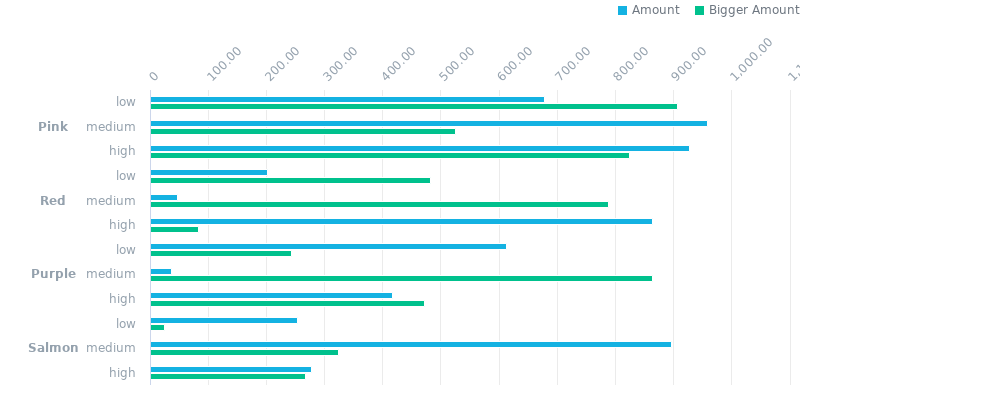 Amount Bigger Amount
0 100.00 200.00 300.00 400.00 500.00 600.00 700.00 800.00 900.00 1,000.00
low
Pink medium
high
low
Red medium
high
low
Purple medium
high
low
Salmon medium
high